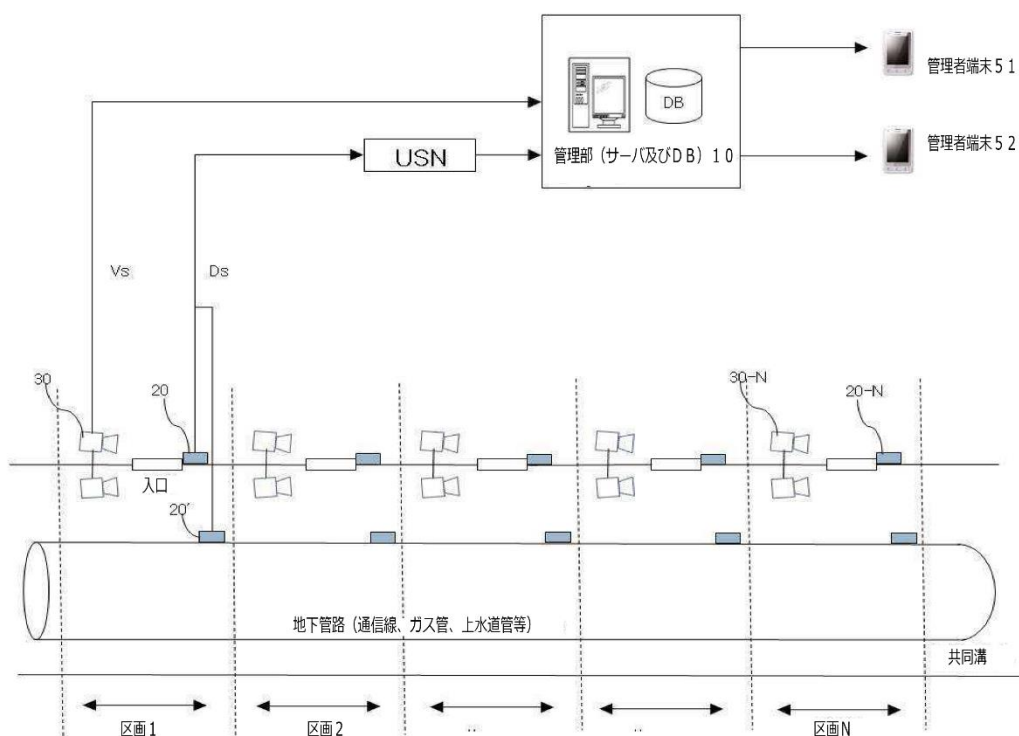 管理者端末51
DB
管理者端末52
USN
管理部（サーバ及びDB）10
Vs
Ds
30
20
30-N
20-N
入口
20'
地下管路（通信線、ガス管、上水道管等）
共同溝
区画1
区画2
..
..
区画N